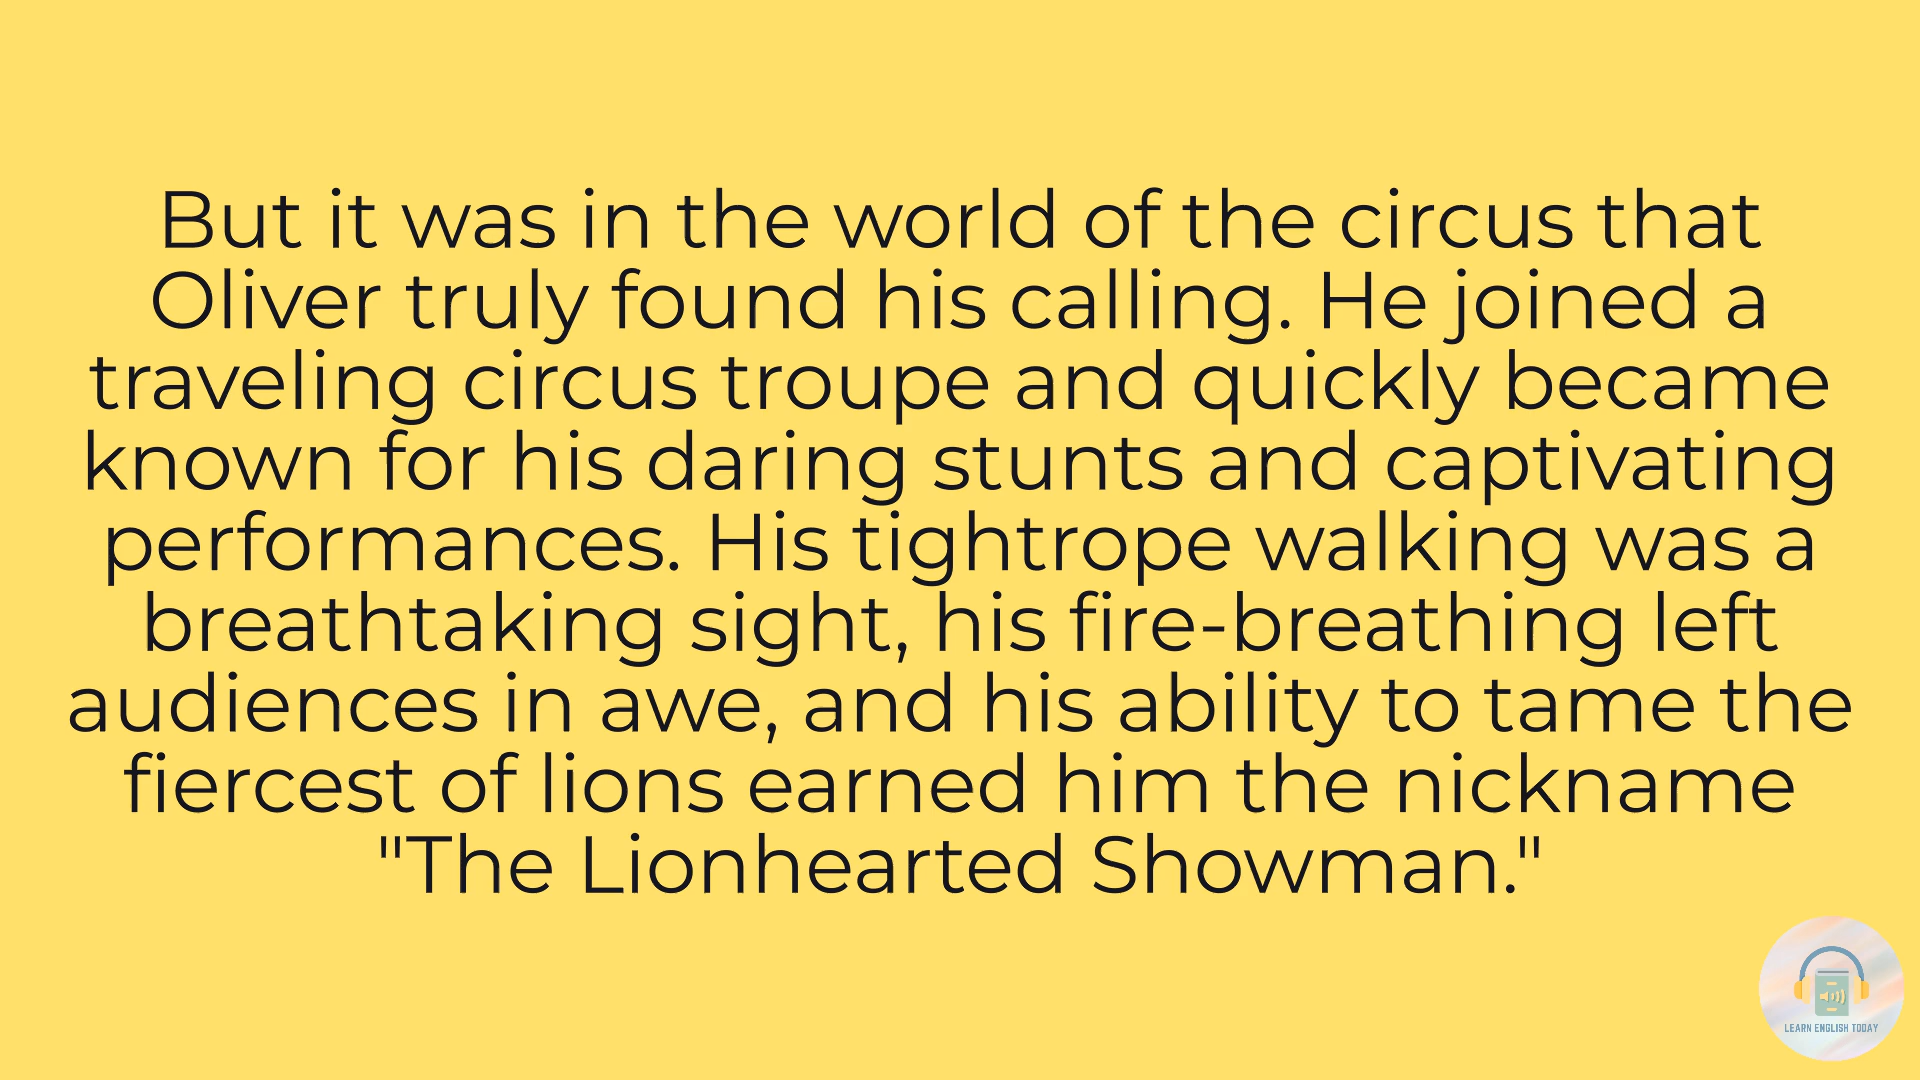 But it was in the world of the circus that
Oliver truly found his calling. He joined a
traveling circus troupe and quickly became
known for his daring stunts and captivating
performances. His tightrope walking was a
breathtaking sight, his fire-breathing left
audiences in awe, and his ability to tame the
fiercest of lions earned him the nickname
"The Lionhearted Showman."
LEARN ENGLISH TODAY